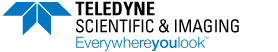 TELEDYNE
SCIENTIFIC & IMAGING
Everywhereyoulook™